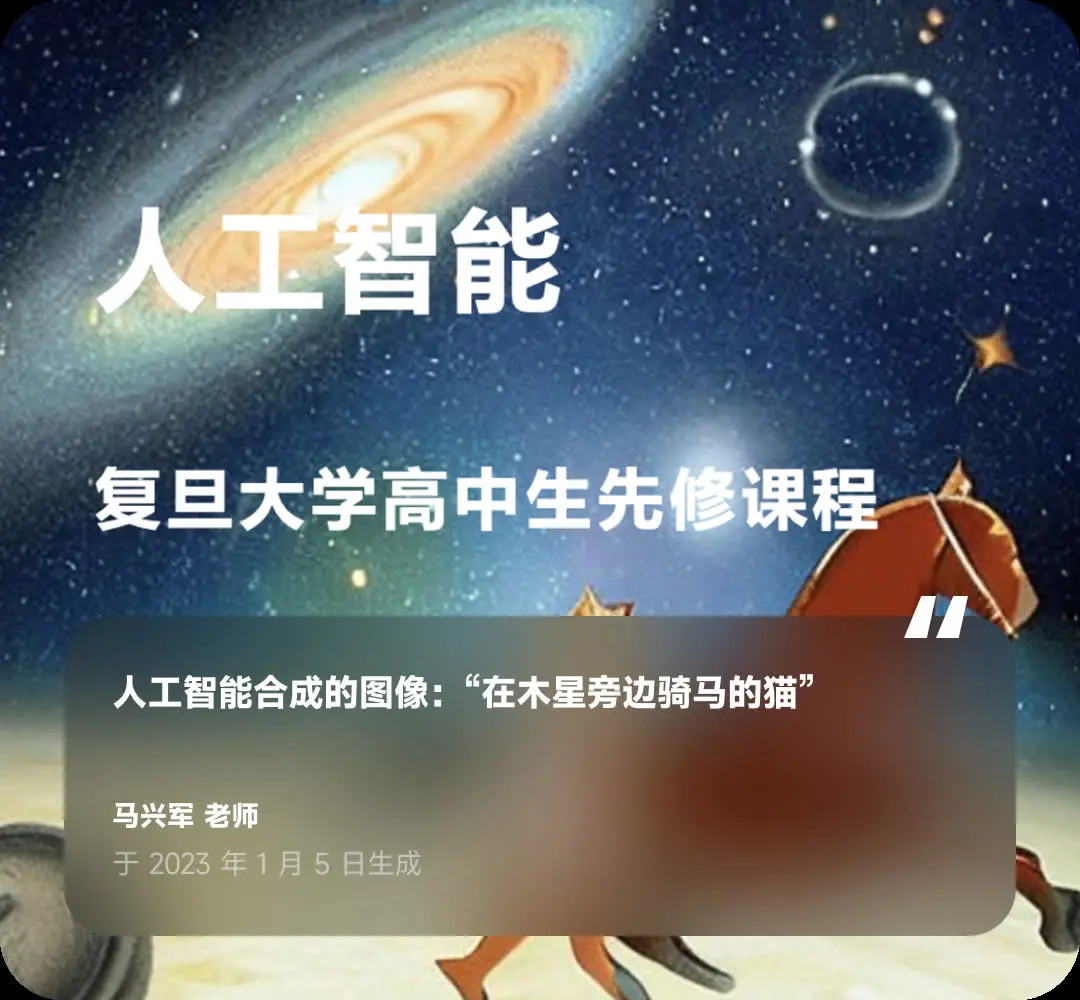 人工智能
复旦大学高中生先修课程
"
人工智能合成的图像：“在木星旁边骑马的猫”
马兴军 老师
于 2023 年 1 月 5 日生成